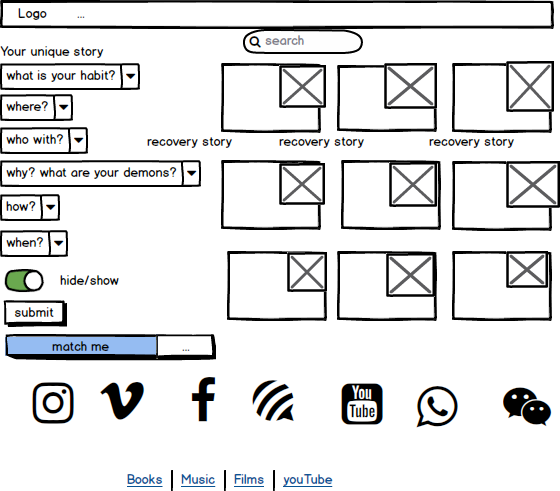 Logo ...
search
Your unique story
what is your habit?
where?
who with?
recovery story recovery story recovery story
why? what are your demons?
how?
when?
hide/show
submit
match me ...
You Tube
Books Music Films youTube